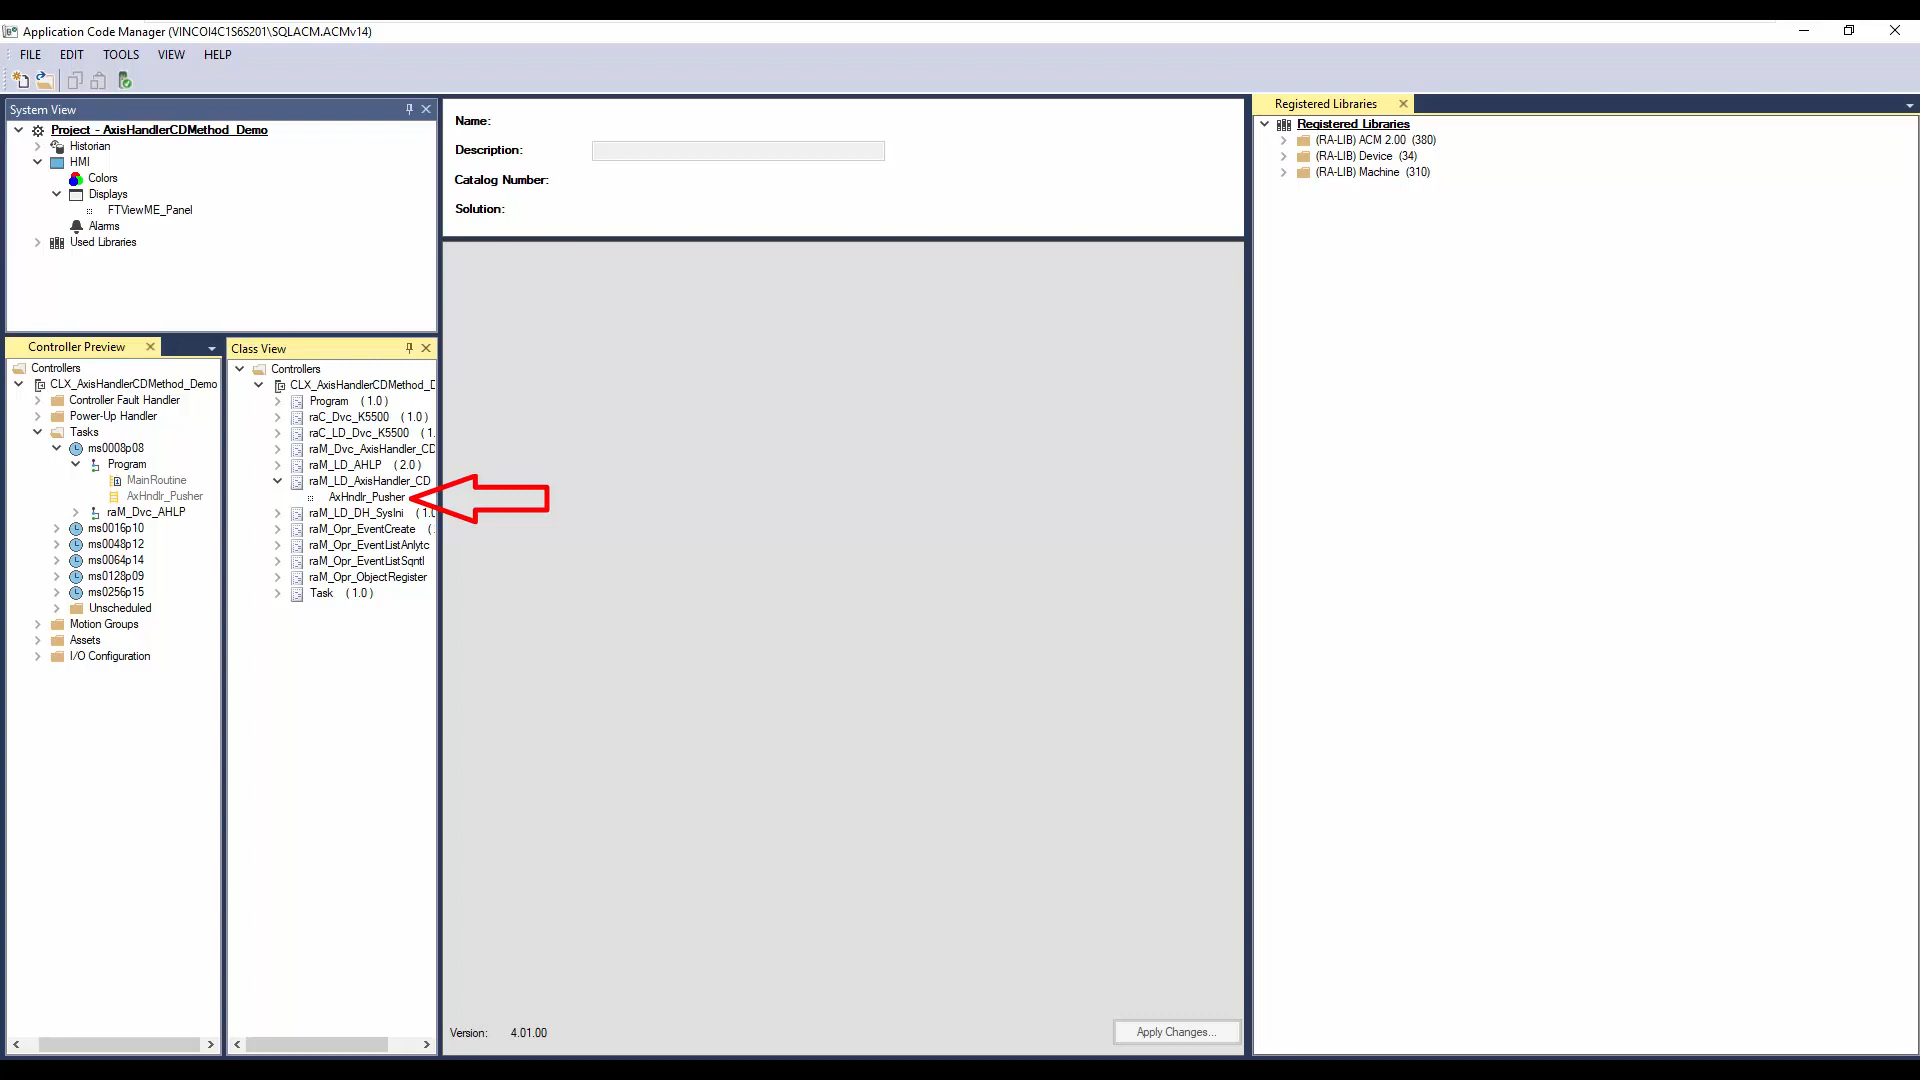 Application Code Manager (VINCOI4C1S6S201\SQLACM.ACMv14)
FILE EDIT TOOLS VIEW HELP
System View
Project - AxisHandlerCDMethod_Demo
Historian
HMI
Colors
Displays
FTViewME_Panel
Alarms
Used Libraries
Controller Preview
Controllers
CLX_AxisHandlerCDMethod_Demo
Controller Fault Handler
Power-Up Handler
Tasks
ms0008p08
Program
MainRoutine
AxHndlr_Pusher
raM_Dvc_AHLP
ms0016p10
ms0048p12
ms0064p14
ms0128p09
ms0256p15
Unscheduled
Motion Groups
Assets
I/O Configuration
Class View
Controllers
CLX_AxisHandlerCDMethod_D
Program (1.0)
raC_Dvc_K5500 (1.0)
raC_LD_Dvc_K5500 (1.
raM_Dvc_AxisHandler_CD
raM_LD_AHLP (2.0)
raM_LD_AxisHandler_CD
AxHndlr_Pusher
raM_LD_DH_SysIni (1.0
raM_Opr_EventCreate (
raM_Opr_EventListAnlytc
raM_Opr_EventListSqntl
raM_Opr_ObjectRegister
Task (1.0)
Name:
Description:
Catalog Number:
Solution:
Version: 4.01.00
Apply Changes...
Registered Libraries
Registered Libraries
(RA-LIB) ACM 2.00 (380)
(RA-LIB) Device (34)
(RA-LIB) Machine (310)